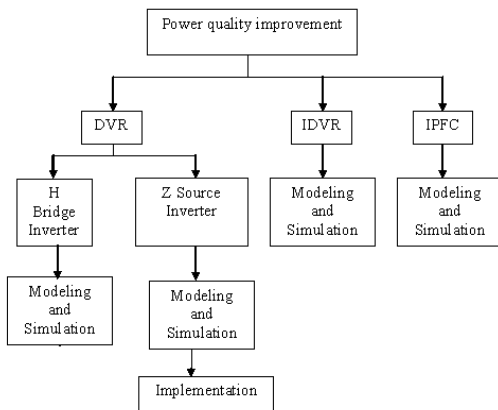 Power quality improvement
DVR
IDVR
IPFC
H
Bridge
Inverter
Z Source
Inverter
Modeling
and
Simulation
Modeling
and
Simulation
Modeling
and
Simulation
Modeling
and
Simulation
Implementation